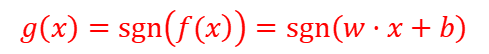 g(x) = sgn(f(x)) = sgn(w · x + b)